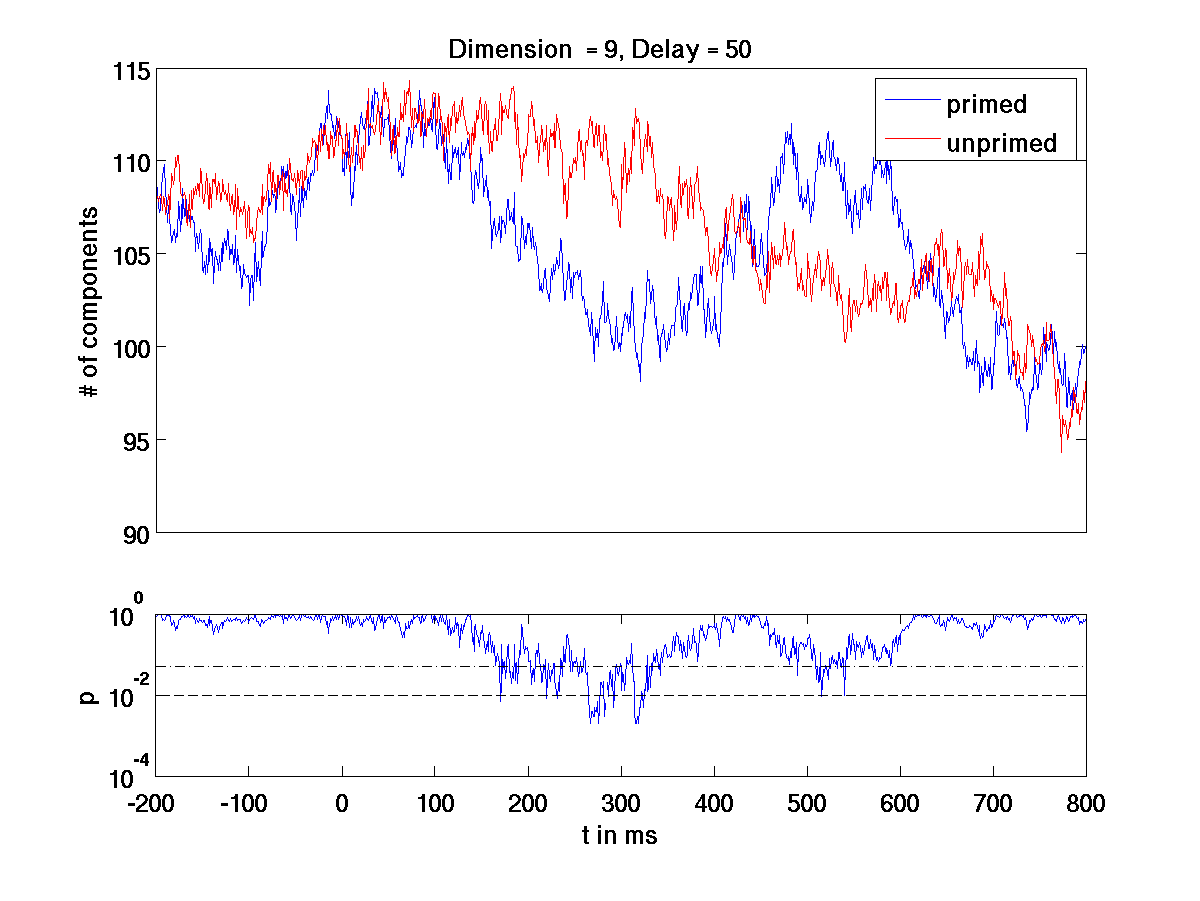 Dimension = 9, Delay = 50
115
110
105
100
95
90
# of components
primed
unprimed
10^0
10^-2
10^-4
p
-200 -100 0 100 200 300 400 500 600 700 800
t in ms